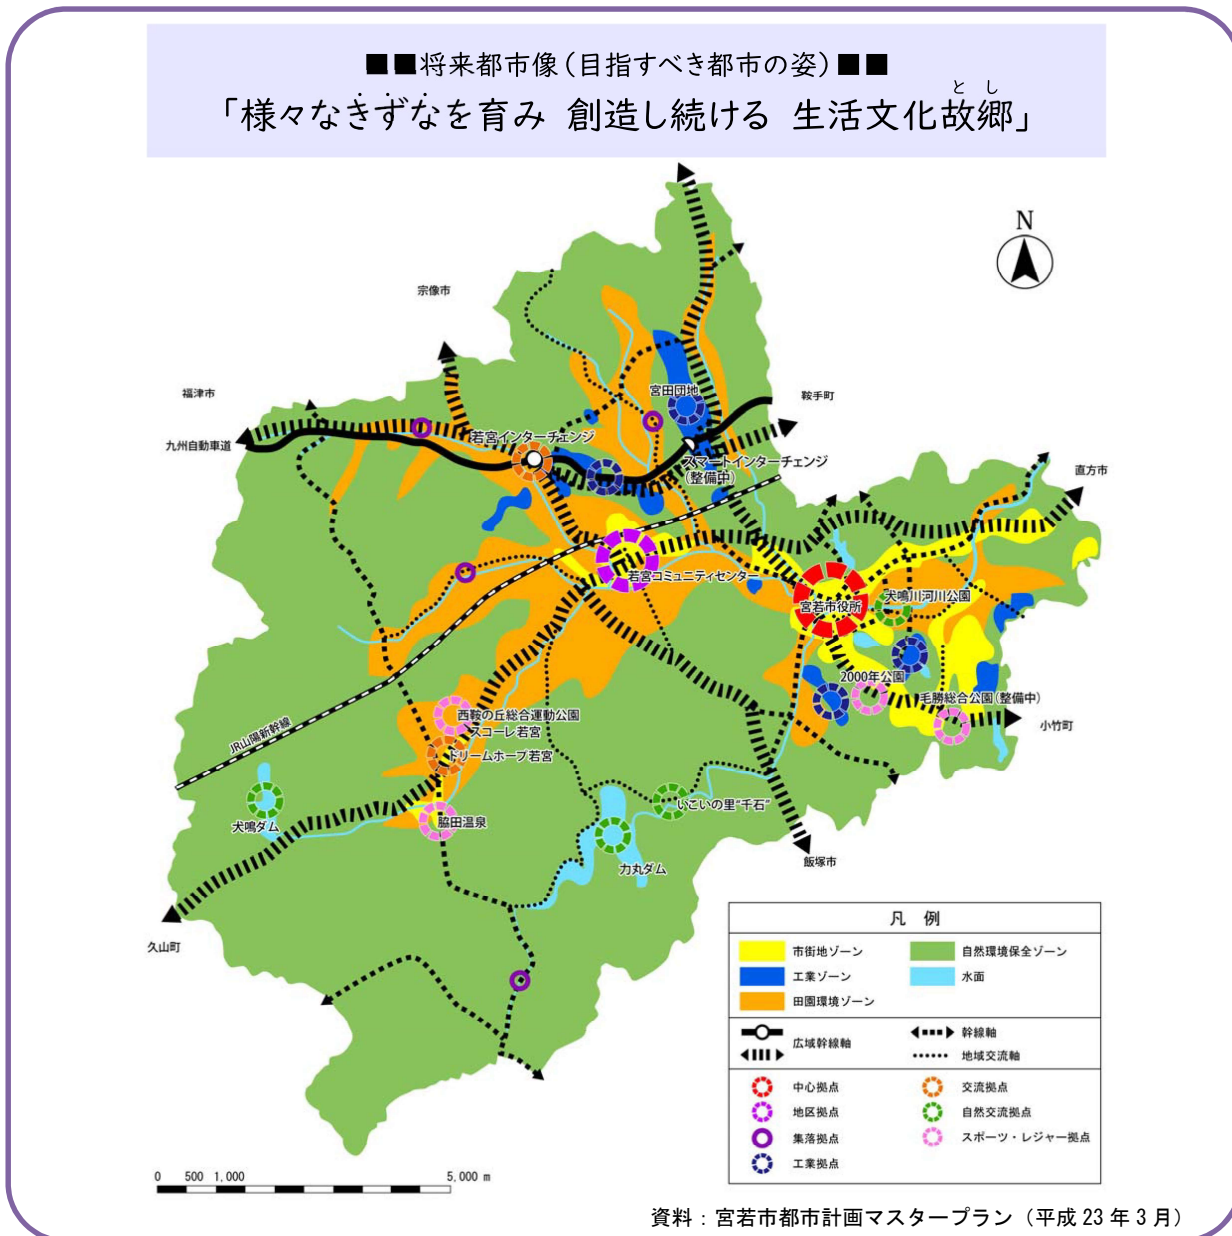 ■■将来都市像(目指すべき都市の姿)■■
「様々なきずなを育み 創造し続ける 生活文化故郷」
とし
N
宗像市
福津市
九州自動車道
若宮インターチェンジ
宮田団地
鞍手町
スマートインターチェンジ
(整備中)
直方市
若宮コミュニティセンター
宮若市役所
犬鳴川河川公園
2000年公園
毛勝総合公園(整備中)
小竹町
西鞍の丘総合運動公園
スコーレ若宮
ドリームホープ若宮
JR山陽新幹線
犬鳴ダム
脇田温泉
いこいの里"千石"
力丸ダム
飯塚市
久山町
凡 例
市街地ゾーン
自然環境保全ゾーン
工業ゾーン
水面
田園環境ゾーン
広域幹線軸
幹線軸
地域交流軸
中心拠点
交流拠点
地区拠点
自然交流拠点
集落拠点
スポーツ・レジャー拠点
工業拠点
0 500 1,000 5,000 m
資料:宮若市都市計画マスタープラン(平成23年3月)